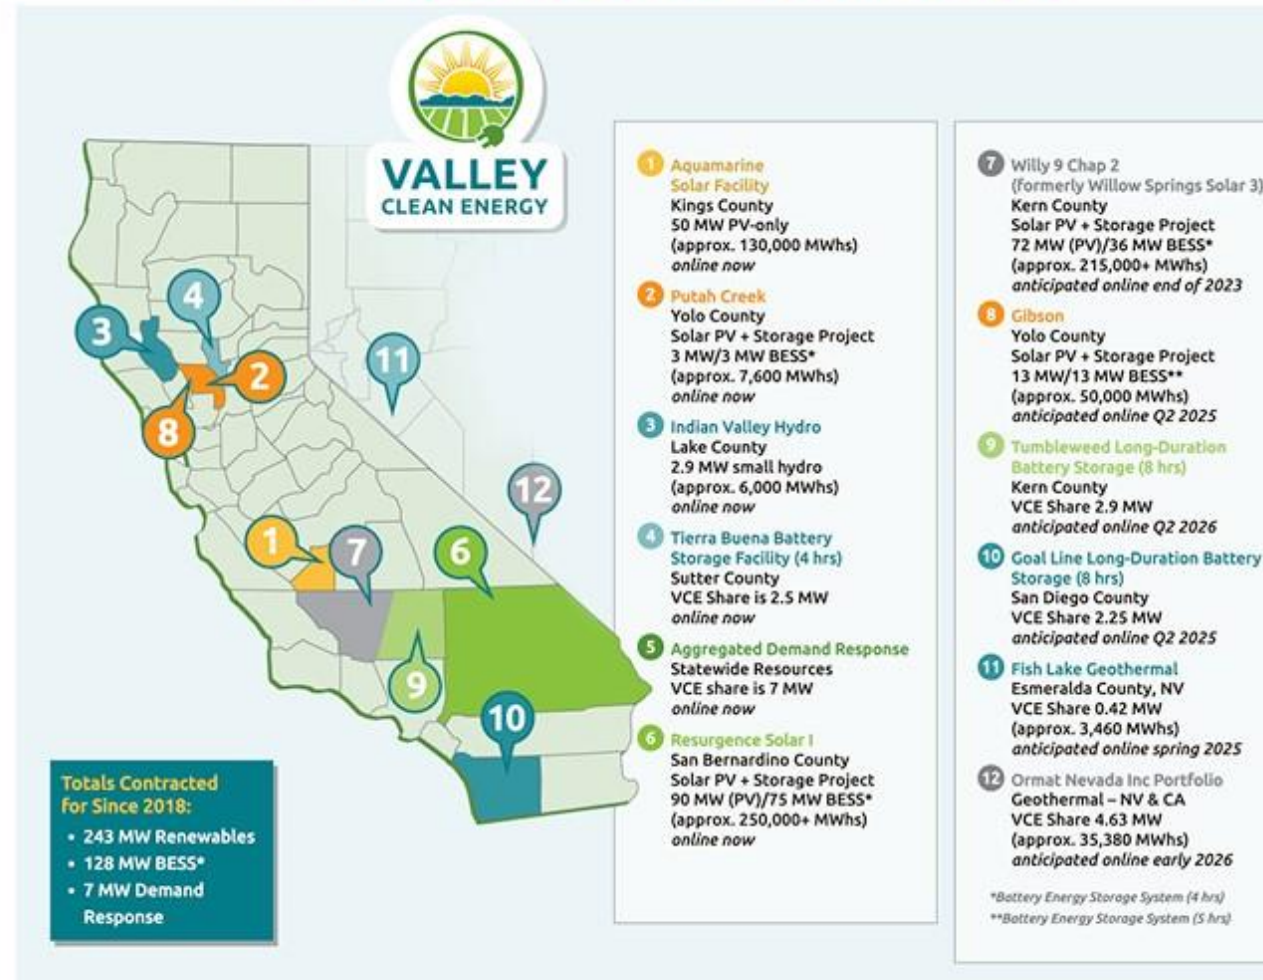 VALLEY
CLEAN ENERGY
4
3
11
2
8
12
1
7
6
9
10
Totals Contracted
for Since 2018:
• 243 MW Renewables
• 128 MW BESS*
• 7 MW Demand
Response
1 Aquamarine
Solar Facility
Kings County
50 MW PV-only
(approx. 130,000 MWhs)
online now
2 Putah Creek
Yolo County
Solar PV + Storage Project
3 MW/3 MW BESS*
(approx. 7,600 MWhs)
online now
3 Indian Valley Hydro
Lake County
2.9 MW small hydro
(approx. 6,000 MWhs)
online now
4 Tierra Buena Battery
Storage Facility (4 hrs)
Sutter County
VCE Share is 2.5 MW
online now
5 Aggregated Demand Response
Statewide Resources
VCE share is 7 MW
online now
6 Resurgence Solar I
San Bernardino County
Solar PV + Storage Project
90 MW (PV)/75 MW BESS*
(approx. 250,000+ MWhs)
online now
7 Willy 9 Chap 2
(formerly Willow Springs Solar 3)
Kern County
Solar PV + Storage Project
72 MW (PV)/36 MW BESS*
(approx. 215,000+ MWhs)
anticipated online end of 2023
8 Gibson
Yolo County
Solar PV + Storage Project
13 MW/13 MW BESS**
(approx. 50,000 MWhs)
anticipated online Q2 2025
9 Tumbleweed Long-Duration
Battery Storage (8 hrs)
Kern County
VCE Share 2.9 MW
anticipated online Q2 2026
10 Goal Line Long-Duration Battery
Storage (8 hrs)
San Diego County
VCE Share 2.25 MW
anticipated online Q2 2025
11 Fish Lake Geothermal
Esmeralda County, NV
VCE Share 0.42 MW
(approx. 3,460 MWhs)
anticipated online spring 2025
12 Ormat Nevada Inc Portfolio
Geothermal – NV & CA
VCE Share 4.63 MW
(approx. 35,380 MWhs)
anticipated online early 2026
*Battery Energy Storage System (4 hrs)
**Battery Energy Storage System (5 hrs)